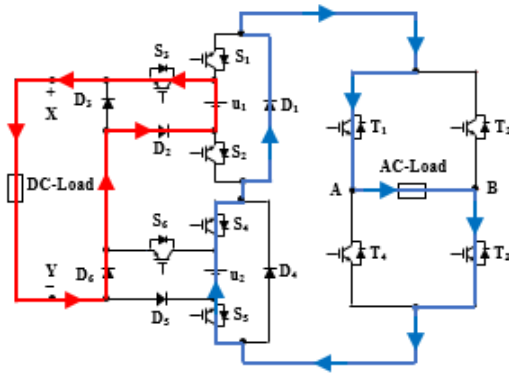 S₃
S₁
+
X
D₃
u₁
D₁
D₂
S₂
T₁
DC-Load
A
AC-Load
B
S₆
S₄
Y
−
D₆
u₂
D₄
T₄
T₂
D₅
S₅